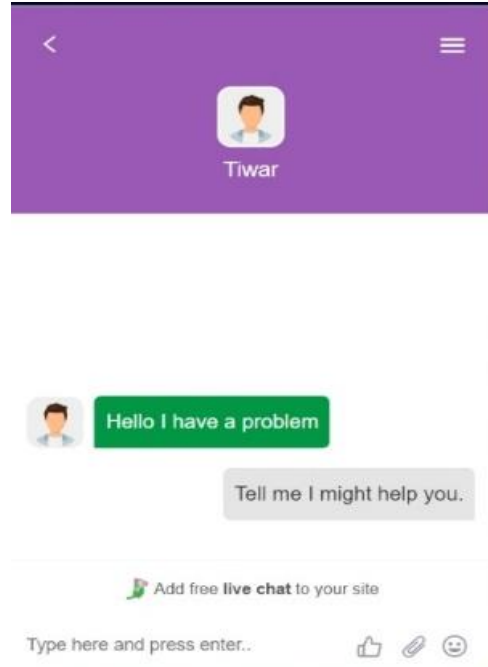 Tiwar
Hello I have a problem
Tell me I might help you.
Add free live chat to your site
Type here and press enter..